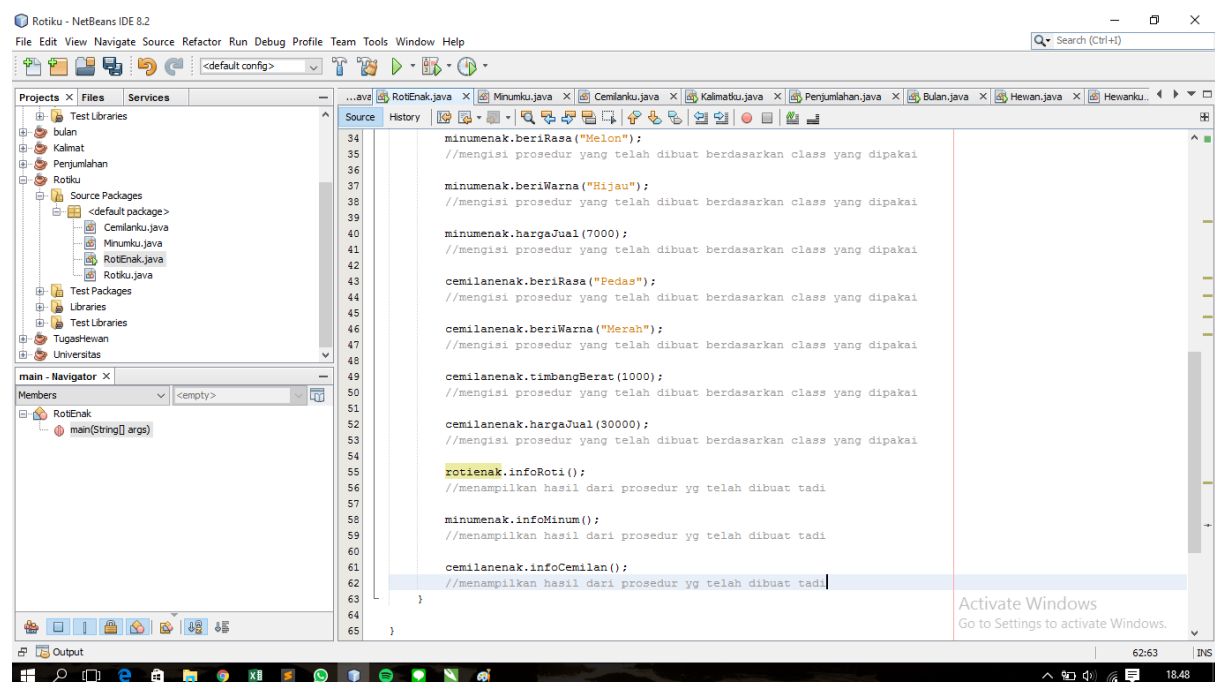 Rotiku - NetBeans IDE 8.2
File Edit View Navigate Source Refactor Run Debug Profile Team Tools Window Help
Search (Ctrl+I)
<default config>
Projects Files Services
Test Libraries
bulan
Kalimat
Penjumlahan
Rotiku
Source Packages
<default package>
Cemilanku.java
Minumku.java
RotiEnak.java
Rotiku.java
Test Packages
Libraries
Test Libraries
TugasHewan
Universitas
main - Navigator
Members <empty>
RotiEnak
main(String[] args)
...ava RotiEnak.java Minumku.java Cemilanku.java Kalimatku.java Penjumlahan.java Bulan.java Hewan.java Hewanku..
Source History
34 minumenak.beriRasa("Melon");
35 //mengisi prosedur yang telah dibuat berdasarkan class yang dipakai
36
37 minumenak.beriWarna("Hijau");
38 //mengisi prosedur yang telah dibuat berdasarkan class yang dipakai
39
40 minumenak.hargaJual(7000);
41 //mengisi prosedur yang telah dibuat berdasarkan class yang dipakai
42
43 cemilanenak.beriRasa("Pedas");
44 //mengisi prosedur yang telah dibuat berdasarkan class yang dipakai
45
46 cemilanenak.beriWarna("Merah");
47 //mengisi prosedur yang telah dibuat berdasarkan class yang dipakai
48
49 cemilanenak.timbangBerat(1000);
50 //mengisi prosedur yang telah dibuat berdasarkan class yang dipakai
51
52 cemilanenak.hargaJual(30000);
53 //mengisi prosedur yang telah dibuat berdasarkan class yang dipakai
54
55 rotienak.infoRoti();
56 //menampilkan hasil dari prosedur yg telah dibuat tadi
57
58 minumenak.infoMinum();
59 //menampilkan hasil dari prosedur yg telah dibuat tadi
60
61 cemilanenak.infoCemilan();
62 //menampilkan hasil dari prosedur yg telah dibuat tadi
63 }
64
65 }
Activate Windows
Go to Settings to activate Windows.
Output
62:63 INS
18.48